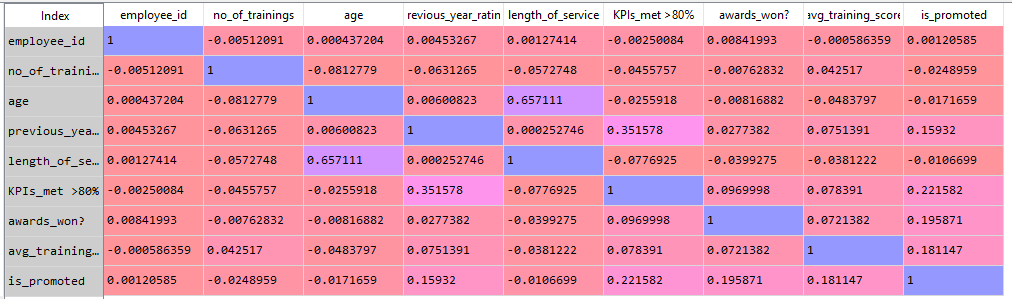 Index employee_id no_of_trainings age revious_year_ratin length_of_service KPIs_met >80% awards_won? avg_training_score is_promoted
employee_id 1 -0.00512091 0.000437204 0.00453267 0.00127414 -0.00250084 0.00841993 -0.000586359 0.00120585
no_of_traini... -0.00512091 1 -0.0812779 -0.0631265 -0.0572748 -0.0455757 -0.00762832 0.042517 -0.0248959
age 0.000437204 -0.0812779 1 0.00600823 0.657111 -0.0255918 -0.00816882 -0.0483797 -0.0171659
previous_yea... 0.00453267 -0.0631265 0.00600823 1 0.000252746 0.351578 0.0277382 0.0751391 0.15932
length_of_se... 0.00127414 -0.0572748 0.657111 0.000252746 1 -0.0776925 -0.0399275 -0.0381222 -0.0106699
KPIs_met >80% -0.00250084 -0.0455757 -0.0255918 0.351578 -0.0776925 1 0.0969998 0.078391 0.221582
awards_won? 0.00841993 -0.00762832 -0.00816882 0.0277382 -0.0399275 0.0969998 1 0.0721382 0.195871
avg_training... -0.000586359 0.042517 -0.0483797 0.0751391 -0.0381222 0.078391 0.0721382 1 0.181147
is_promoted 0.00120585 -0.0248959 -0.0171659 0.15932 -0.0106699 0.221582 0.195871 0.181147 1